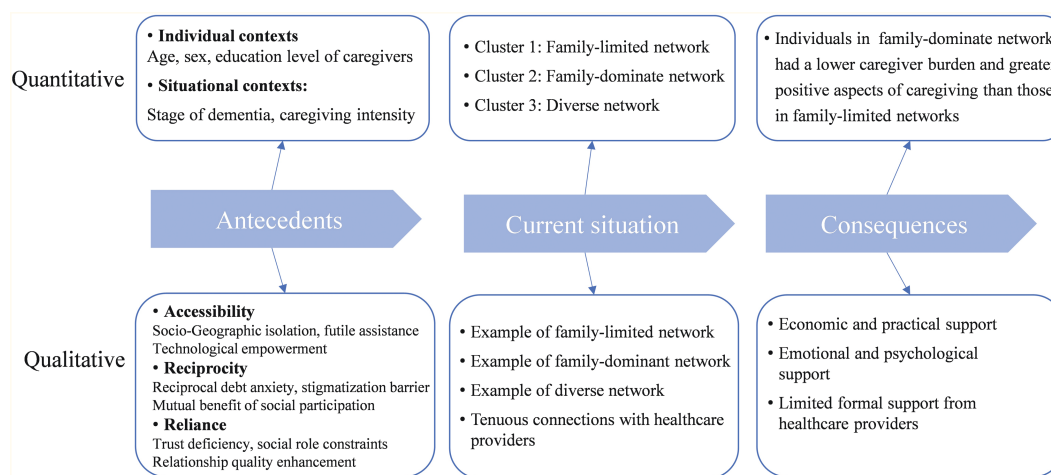 Quantitative
• Individual contexts
Age, sex, education level of caregivers
• Situational contexts:
Stage of dementia, caregiving intensity
• Cluster 1: Family-limited network
• Cluster 2: Family-dominate network
• Cluster 3: Diverse network
• Individuals in family-dominate network
had a lower caregiver burden and greater
positive aspects of caregiving than those
in family-limited networks
Antecedents
Current situation
Consequences
Qualitative
• Accessibility
Socio-Geographic isolation, futile assistance
Technological empowerment
• Reciprocity
Reciprocal debt anxiety, stigmatization barrier
Mutual benefit of social participation
• Reliance
Trust deficiency, social role constraints
Relationship quality enhancement
• Example of family-limited network
• Example of family-dominant network
• Example of diverse network
• Tenuous connections with healthcare
providers
• Economic and practical support
• Emotional and psychological
support
• Limited formal support from
healthcare providers